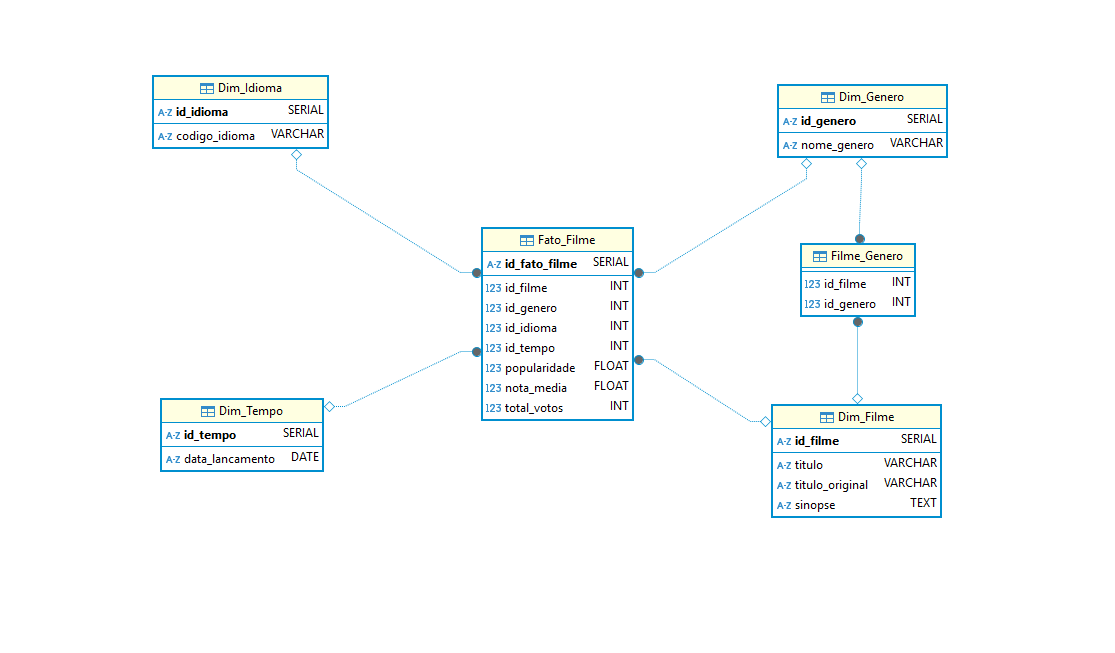 Dim_Idioma
A-Z id_idioma SERIAL
A-Z codigo_idioma VARCHAR
Dim_Genero
A-Z id_genero SERIAL
A-Z nome_genero VARCHAR
Fato_Filme
A-Z id_fato_filme SERIAL
123 id_filme INT
123 id_genero INT
123 id_idioma INT
123 id_tempo INT
123 popularidade FLOAT
123 nota_media FLOAT
123 total_votos INT
Filme_Genero
123 id_filme INT
123 id_genero INT
Dim_Tempo
A-Z id_tempo SERIAL
A-Z data_lancamento DATE
Dim_Filme
A-Z id_filme SERIAL
A-Z titulo VARCHAR
A-Z titulo_original VARCHAR
A-Z sinopse TEXT